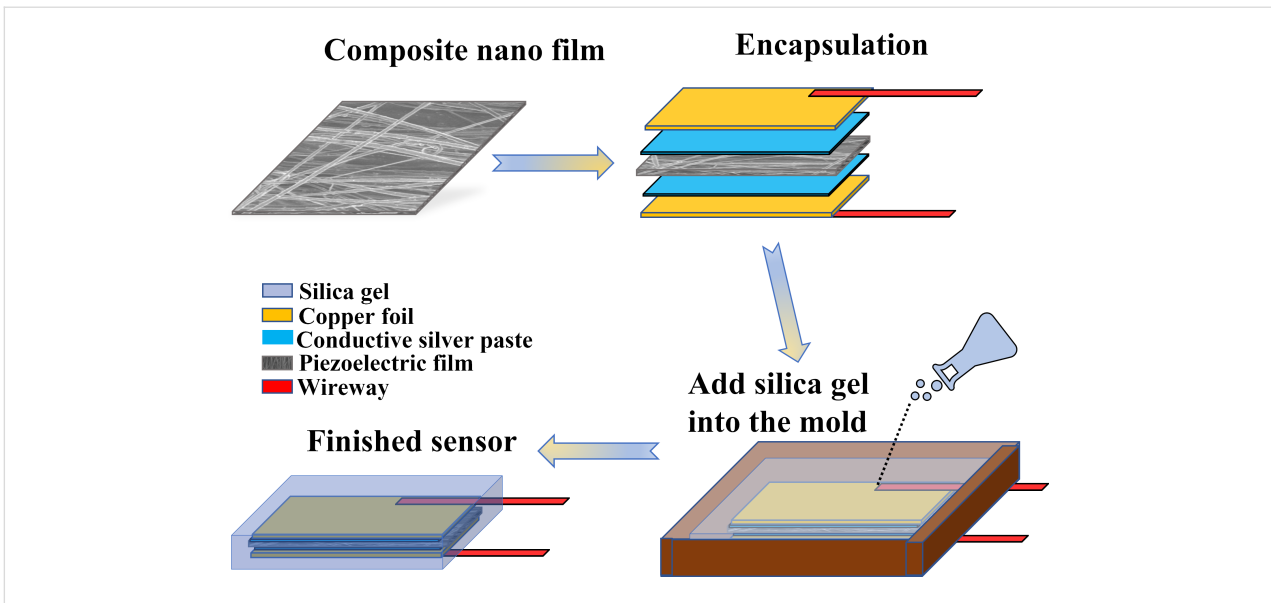 Composite nano film
Encapsulation
Silica gel
Copper foil
Conductive silver paste
Piezoelectric film
Wireway
Add silica gel
into the mold
Finished sensor